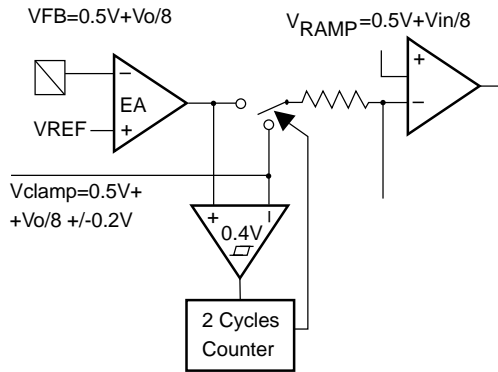 VFB=0.5V+Vo/8
VRAMP=0.5V+Vin/8
−
EA
+
VREF
+
−
Vclamp=0.5V+
+Vo/8 +/-0.2V
+ −
0.4V
2 Cycles
Counter